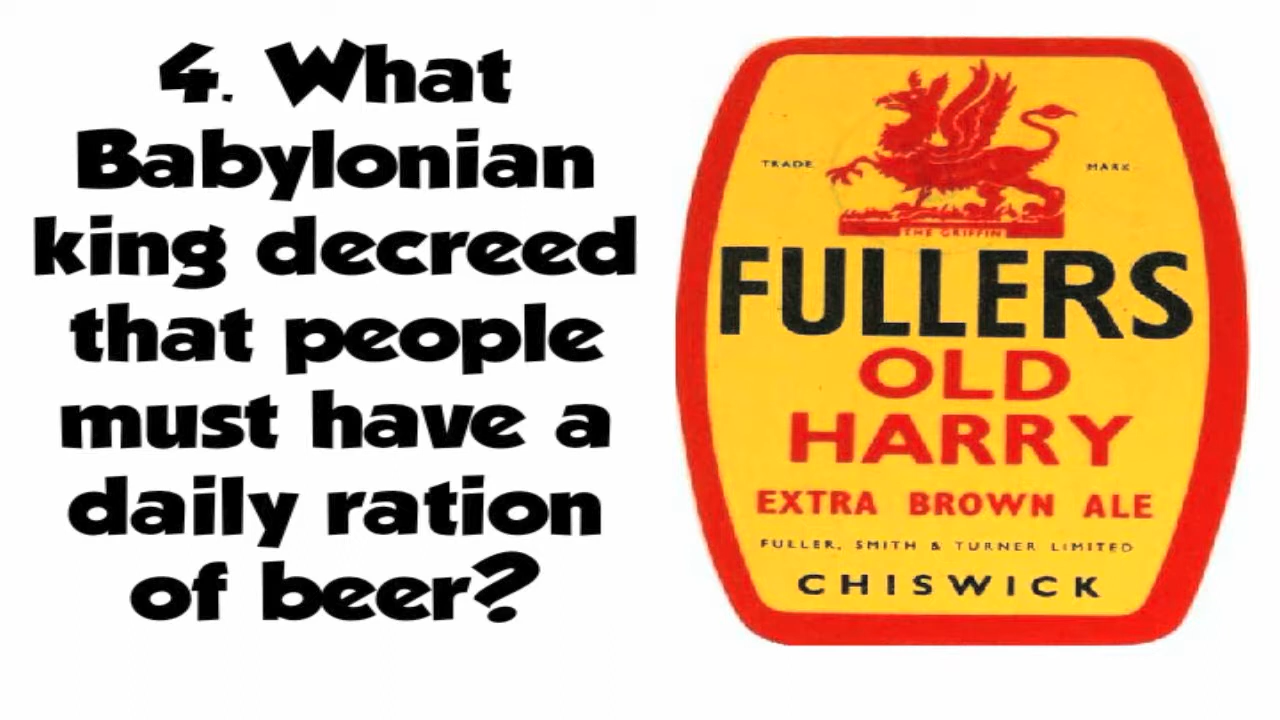 4. What
Babylonian
king decreed
that people
must have a
daily ration
of beer?
TRADE MARK
THE GRIFFIN
FULLERS
OLD
HARRY
EXTRA BROWN ALE
FULLER, SMITH & TURNER LIMITED
CHISWICK